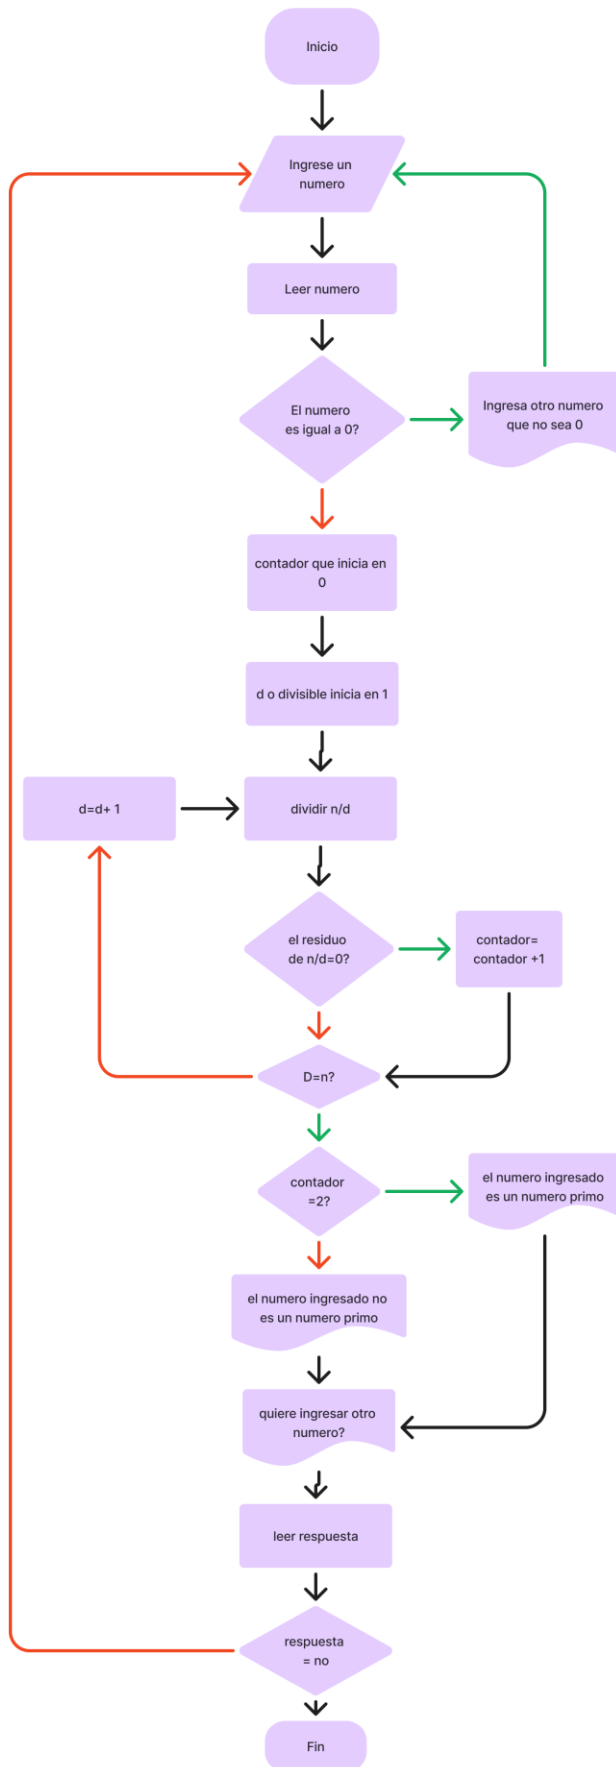 Inicio
Ingrese un
numero
Leer numero
El numero
es igual a 0?
Ingresa otro numero
que no sea 0
contador que inicia en
0
d o divisible inicia en 1
d=d+ 1
dividir n/d
el residuo
de n/d=0?
contador=
contador +1
D=n?
contador
=2?
el numero ingresado
es un numero primo
el numero ingresado no
es un numero primo
quiere ingresar otro
numero?
leer respuesta
respuesta
= no
Fin